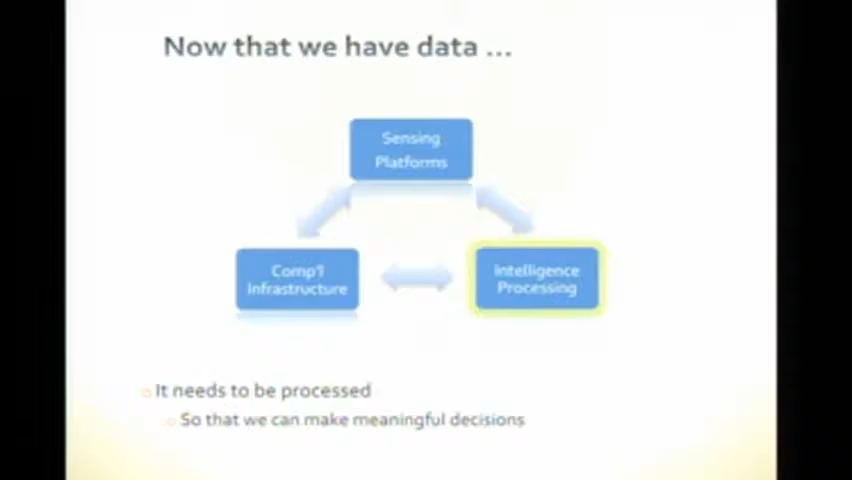 Now that we have data ...
Sensing
Platforms
Comp'l
Infrastructure
Intelligence
Processing
It needs to be processed
So that we can make meaningful decisions